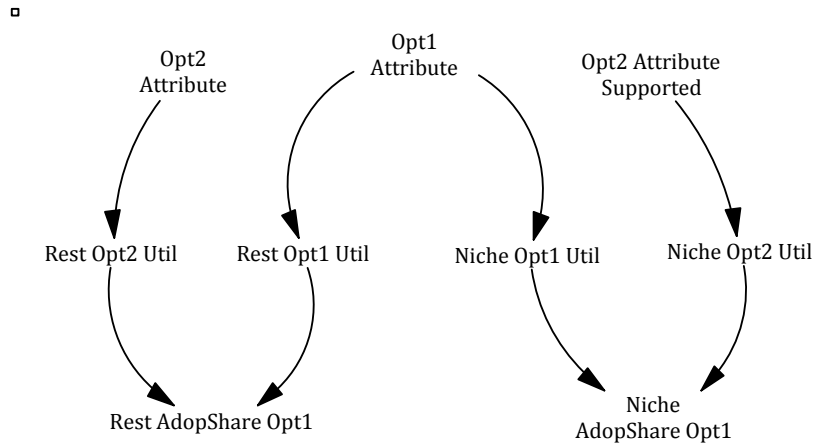 Opt2
Attribute
Opt1
Attribute
Opt2 Attribute
Supported
Rest Opt2 Util
Rest Opt1 Util
Niche Opt1 Util
Niche Opt2 Util
Rest AdopShare Opt1
Niche
AdopShare Opt1